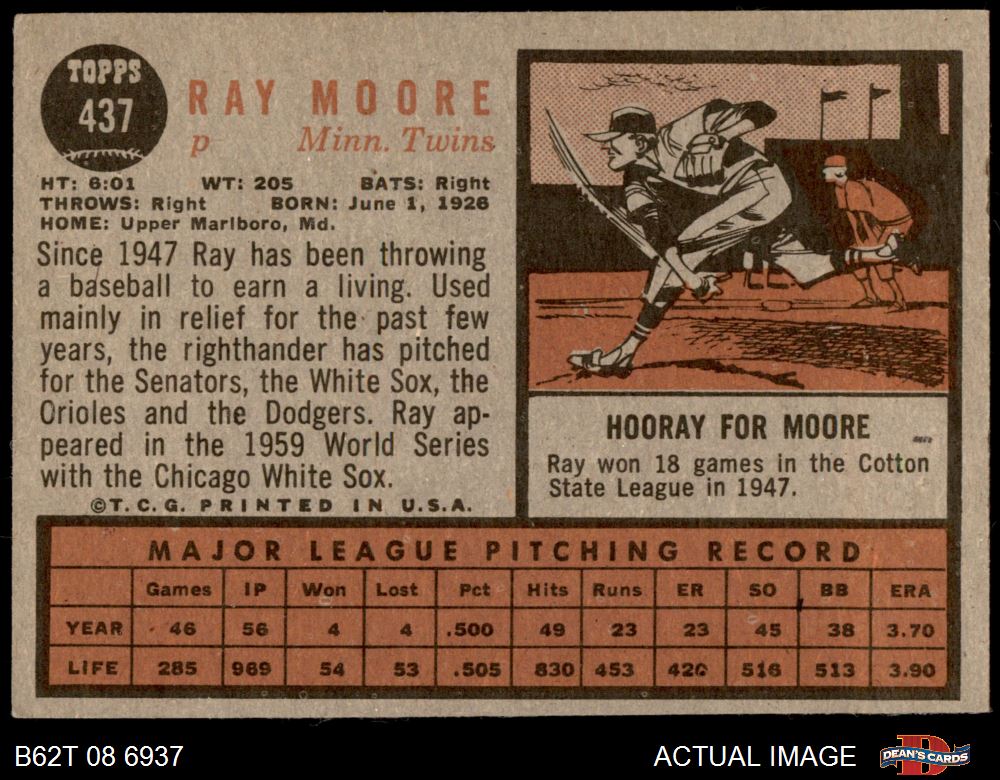 TOPPS
437
RAY MOORE
p Minn. Twins
HT: 6:01 WT: 205 BATS: Right
THROWS: Right BORN: June 1, 1926
HOME: Upper Marlboro, Md.
Since 1947 Ray has been throwing
a baseball to earn a living. Used
mainly in relief for the past few
years, the righthander has pitched
for the Senators, the White Sox, the
Orioles and the Dodgers. Ray ap-
peared in the 1959 World Series
with the Chicago White Sox.
©T.C.G. PRINTED IN U.S.A.
HOORAY FOR MOORE
Ray won 18 games in the Cotton
State League in 1947.
MAJOR LEAGUE PITCHING RECORD
Games IP Won Lost Pct Hits Runs ER SO BB ERA
YEAR 46 56 4 4 .500 49 23 23 45 38 3.70
LIFE 285 969 54 53 .505 830 453 420 516 513 3.90
B62T 08 6937 ACTUAL IMAGE DEAN'S CARDS